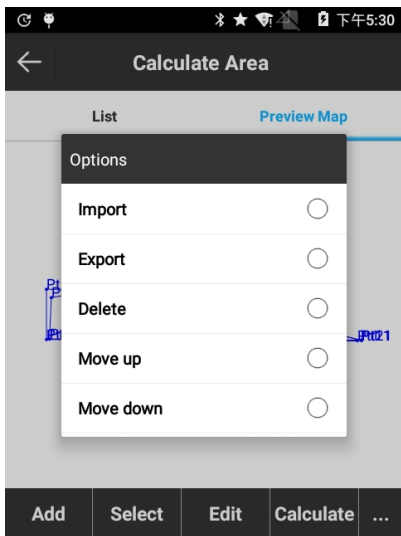 下午5:30
Calculate Area
List Preview Map
Options
Import
Export
Pt
P
Delete
Move up
Move down
Add Select Edit Calculate ...